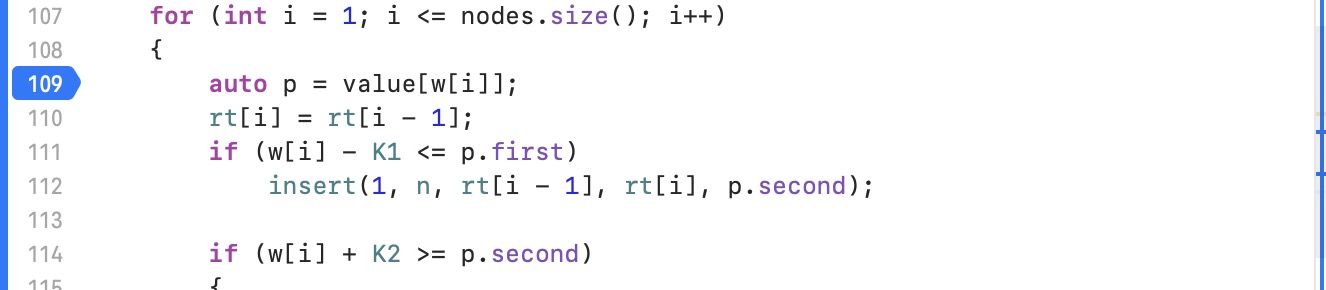 107 for (int i = 1; i <= nodes.size(); i++)
108 {
109 auto p = value[w[i]];
110 rt[i] = rt[i - 1];
111 if (w[i] - K1 <= p.first)
112 insert(1, n, rt[i - 1], rt[i], p.second);
113
114 if (w[i] + K2 >= p.second)
115 {